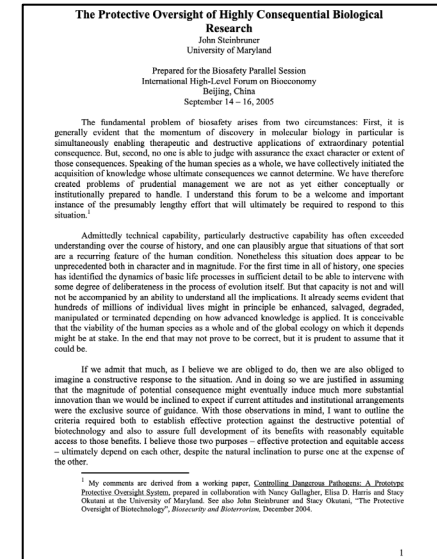 The Protective Oversight of Highly Consequential Biological
Research
John Steinbruner
University of Maryland
Prepared for the Biosafety Parallel Session
International High-Level Forum on Bioeconomy
Beijing, China
September 14 – 16, 2005
The fundamental problem of biosafety arises from two circumstances: First, it is
generally evident that the momentum of discovery in molecular biology in particular is
simultaneously enabling therapeutic and destructive applications of extraordinary potential
consequence. But, second, no one is able to judge with assurance the exact character or extent of
those consequences. Speaking of the human species as a whole, we have collectively initiated the
acquisition of knowledge whose ultimate consequences we cannot determine. We have therefore
created problems of prudential management we are not as yet either conceptually or
institutionally prepared to handle. I understand this forum to be a welcome and important
instance of the presumably lengthy effort that will ultimately be required to respond to this
situation.1
Admittedly technical capability, particularly destructive capability has often exceeded
understanding over the course of history, and one can plausibly argue that situations of that sort
are a recurring feature of the human condition. Nonetheless this situation does appear to be
unprecedented both in character and in magnitude. For the first time in all of history, one species
has identified the dynamics of basic life processes in sufficient detail to be able to intervene with
some degree of deliberateness in the process of evolution itself. But that capacity is not and will
not be accompanied by an ability to understand all the implications. It already seems evident that
hundreds of millions of individual lives might in principle be enhanced, salvaged, degraded,
manipulated or terminated depending on how advanced knowledge is applied. It is conceivable
that the viability of the human species as a whole and of the global ecology on which it depends
might be at stake. In the end that may not prove to be correct, but it is prudent to assume that it
could be.
If we admit that much, as I believe we are obliged to do, then we are also obliged to
imagine a constructive response to the situation. And in doing so we are justified in assuming
that the magnitude of potential consequence might eventually induce much more substantial
innovation than we would be inclined to expect if current attitudes and institutional arrangements
were the exclusive source of guidance. With those observations in mind, I want to outline the
criteria required both to establish effective protection against the destructive potential of
biotechnology and also to assure full development of its benefits with reasonably equitable
access to those benefits. I believe those two purposes – effective protection and equitable access
– ultimately depend on each other, despite the natural inclination to pursue one at the expense of
the other.
1 My comments are derived from a working paper, Controlling Dangerous Pathogens: A Prototype
Protective Oversight System, prepared in collaboration with Nancy Gallagher, Elisa D. Harris and Stacy
Okutani at the University of Maryland. See also John Steinbruner and Stacy Okutani, "The Protective
Oversight of Biotechnology", Biosecurity and Bioterrorism, December 2004.
1